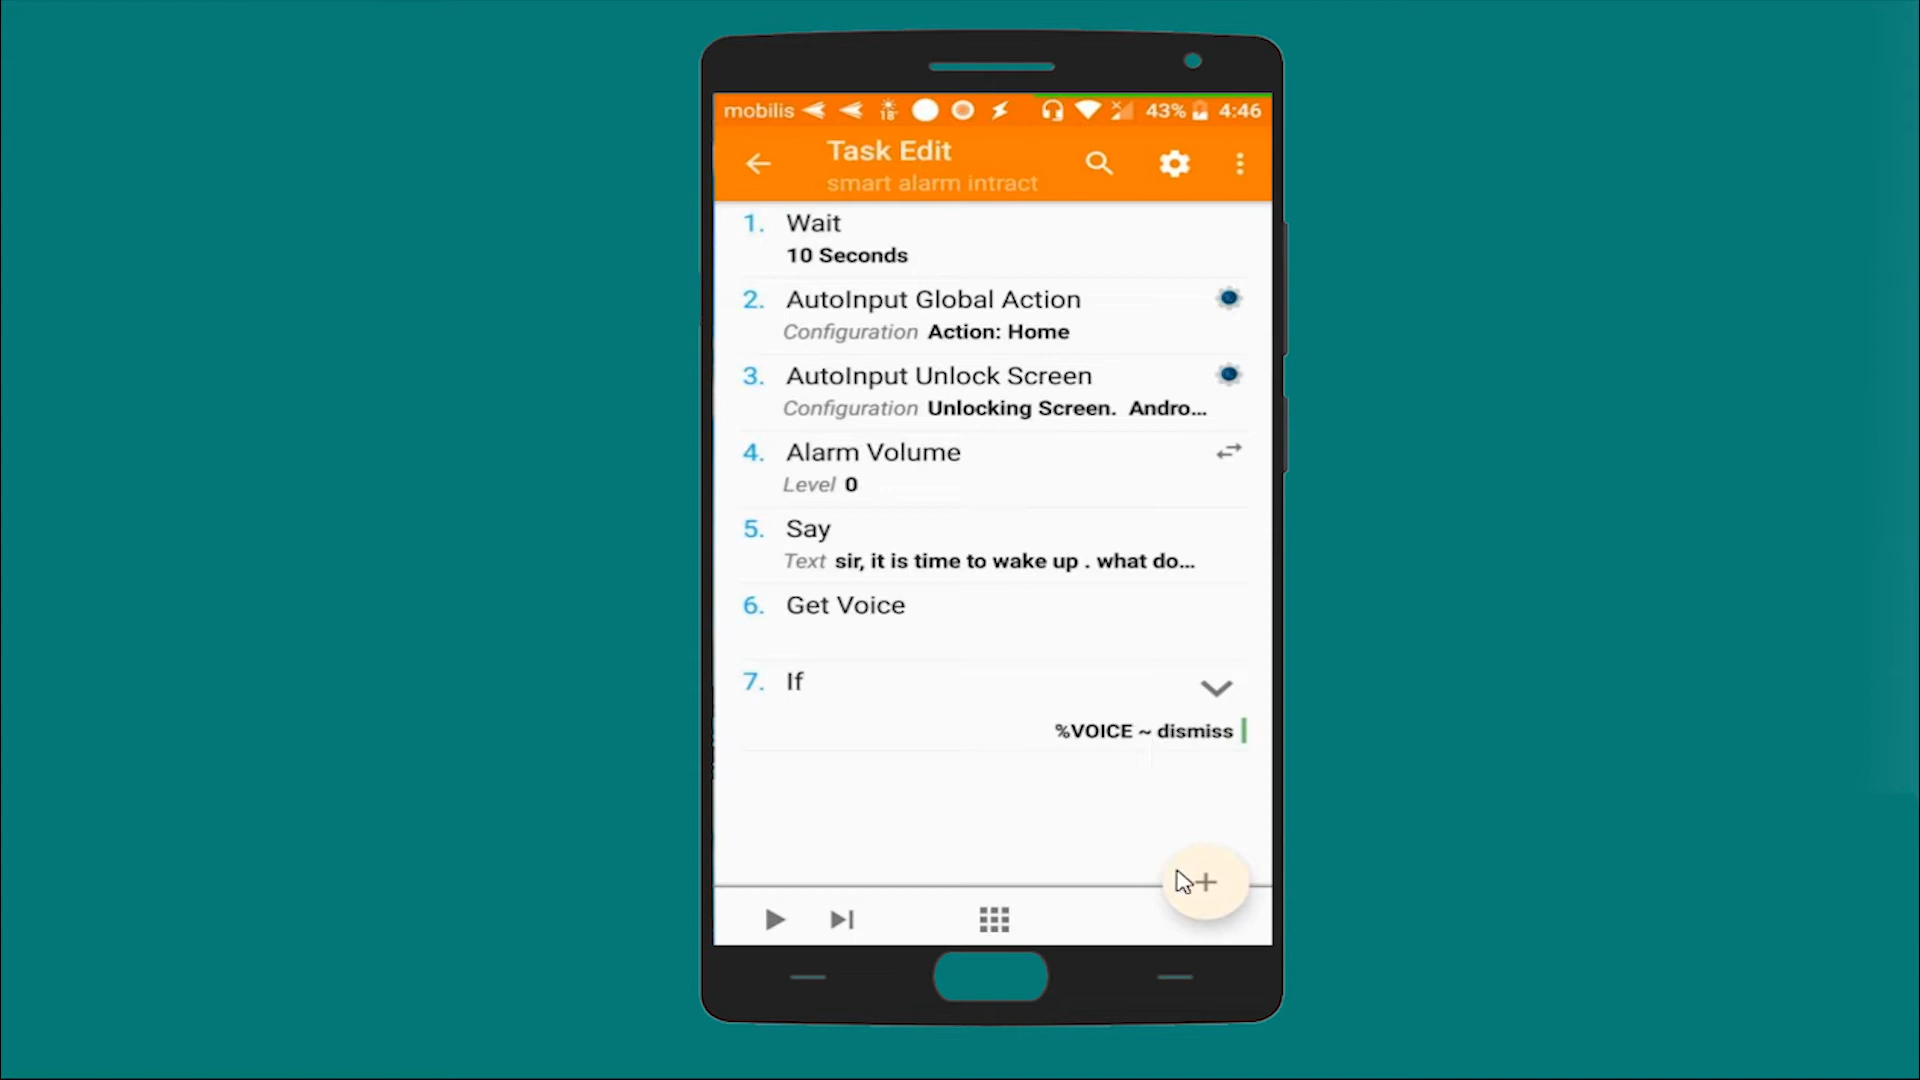 mobilis 18° 43% 4:46
Task Edit
smart alarm intract
1. Wait
10 Seconds
2. AutoInput Global Action
Configuration Action: Home
3. AutoInput Unlock Screen
Configuration Unlocking Screen. Andro...
4. Alarm Volume
Level 0
5. Say
Text sir, it is time to wake up . what do...
6. Get Voice
7. If
%VOICE ~ dismiss